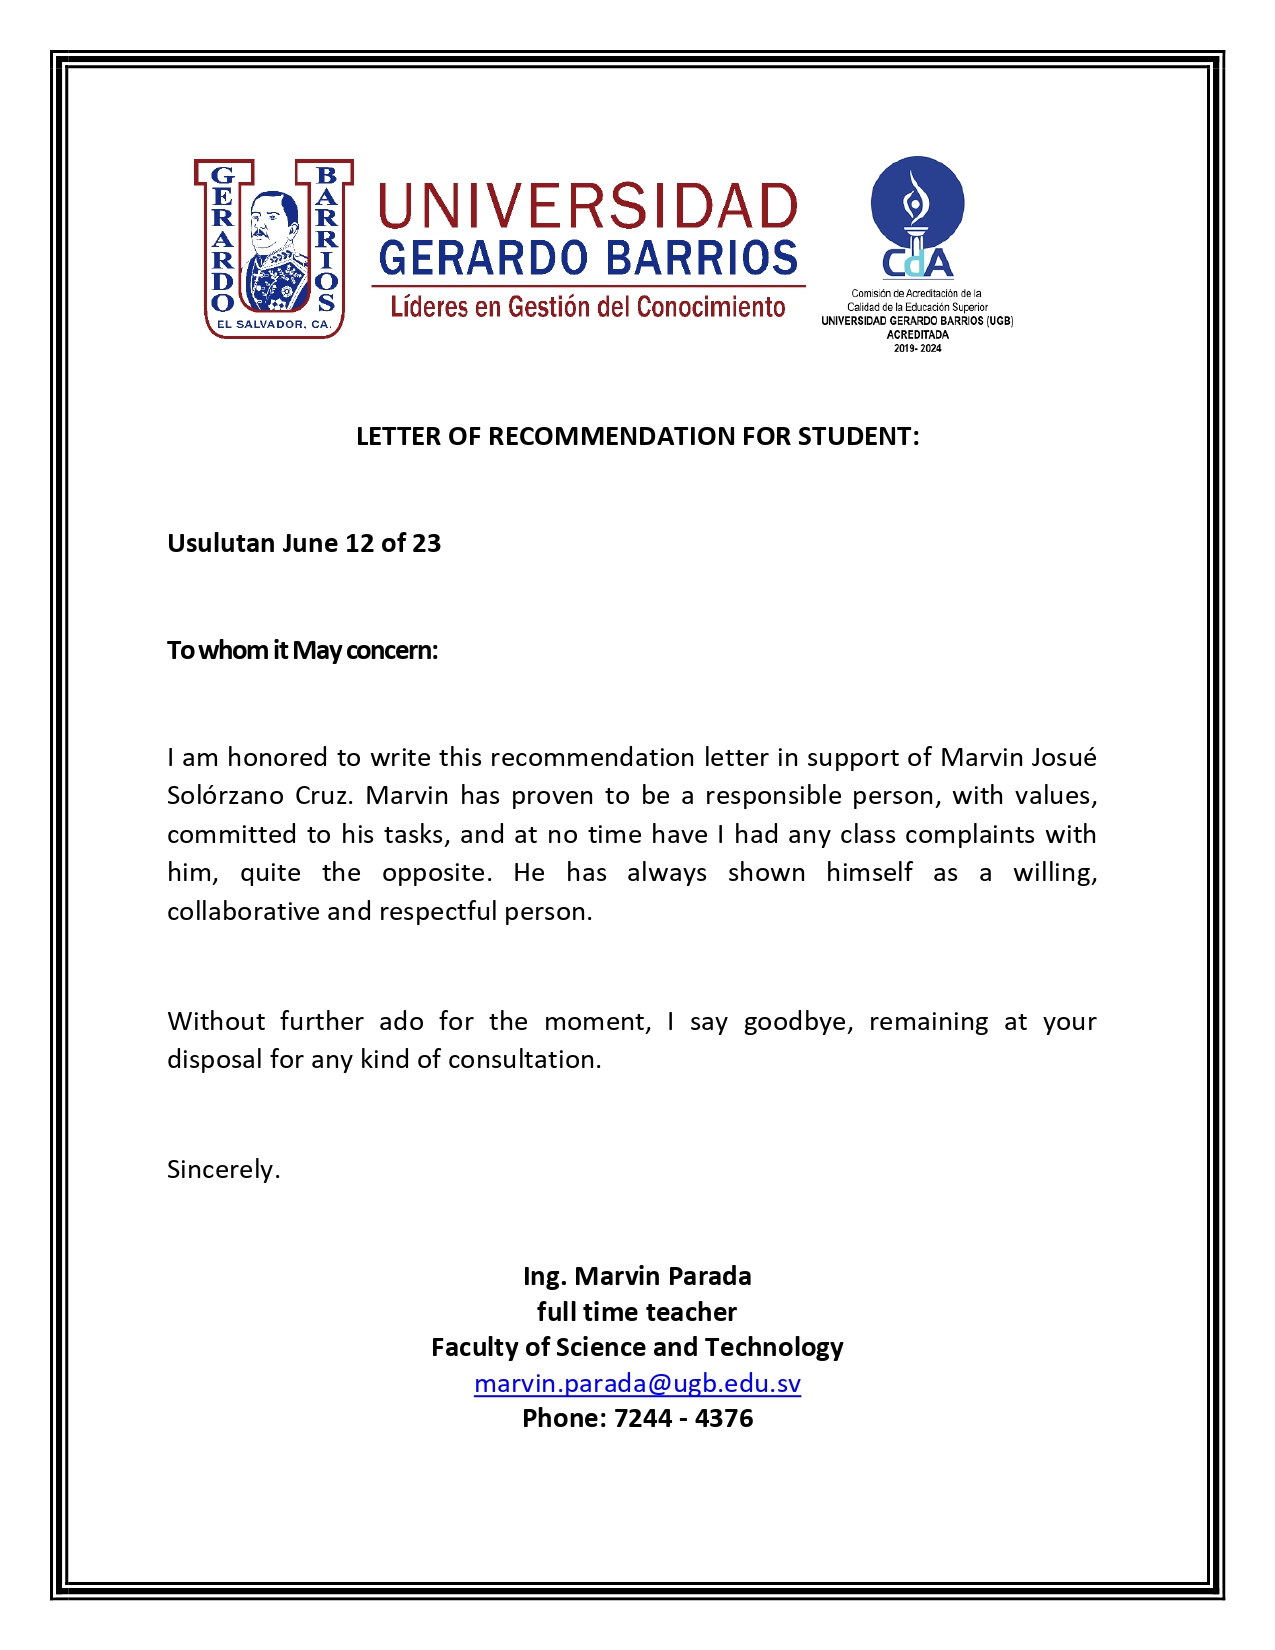 GERARDO BARRIOS
EL SALVADOR, CA.
UNIVERSIDAD
GERARDO BARRIOS
Líderes en Gestión del Conocimiento
CdA
Comisión de Acreditación de la
Calidad de la Educación Superior
UNIVERSIDAD GERARDO BARRIOS (UGB)
ACREDITADA
2019- 2024
LETTER OF RECOMMENDATION FOR STUDENT:
Usulutan June 12 of 23
To whom it May concern:
I am honored to write this recommendation letter in support of Marvin Josué
Solórzano Cruz. Marvin has proven to be a responsible person, with values,
committed to his tasks, and at no time have I had any class complaints with
him, quite the opposite. He has always shown himself as a willing,
collaborative and respectful person.
Without further ado for the moment, I say goodbye, remaining at your
disposal for any kind of consultation.
Sincerely.
Ing. Marvin Parada
full time teacher
Faculty of Science and Technology
marvin.parada@ugb.edu.sv
Phone: 7244 - 4376